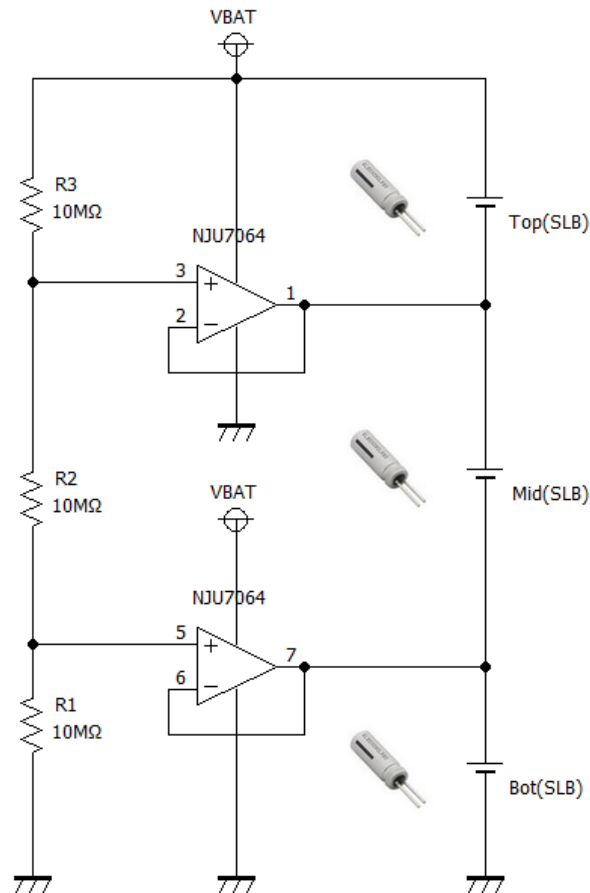 VBAT
R3
10MΩ
NJU7064
3
1
2
Top(SLB)
R2
10MΩ
VBAT
Mid(SLB)
NJU7064
5
7
6
R1
10MΩ
Bot(SLB)